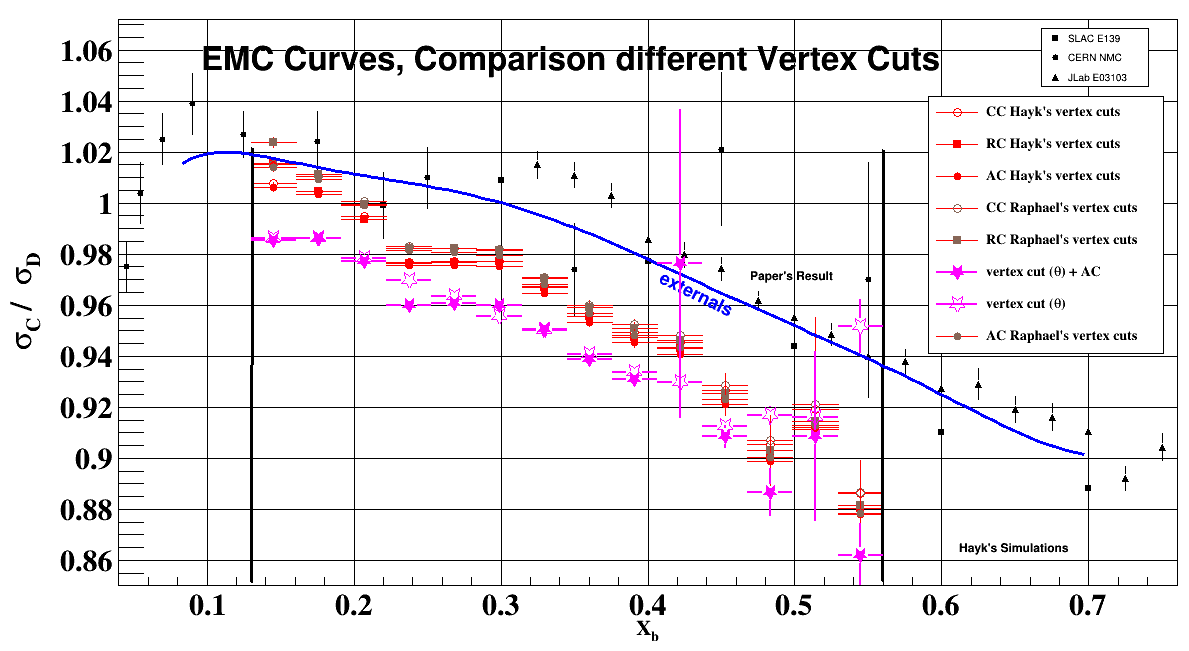 EMC Curves, Comparison different Vertex Cuts
SLAC E139
CERN NMC
JLab E03103
CC Hayk's vertex cuts
RC Hayk's vertex cuts
AC Hayk's vertex cuts
CC Raphael's vertex cuts
RC Raphael's vertex cuts
vertex cut (θ) + AC
vertex cut (θ)
AC Raphael's vertex cuts
1.06
1.04
1.02
1
0.98
0.96
0.94
0.92
0.9
0.88
0.86
σC / σD
Paper's Result
externals
Hayk's Simulations
0.1 0.2 0.3 0.4 0.5 0.6 0.7
Xb